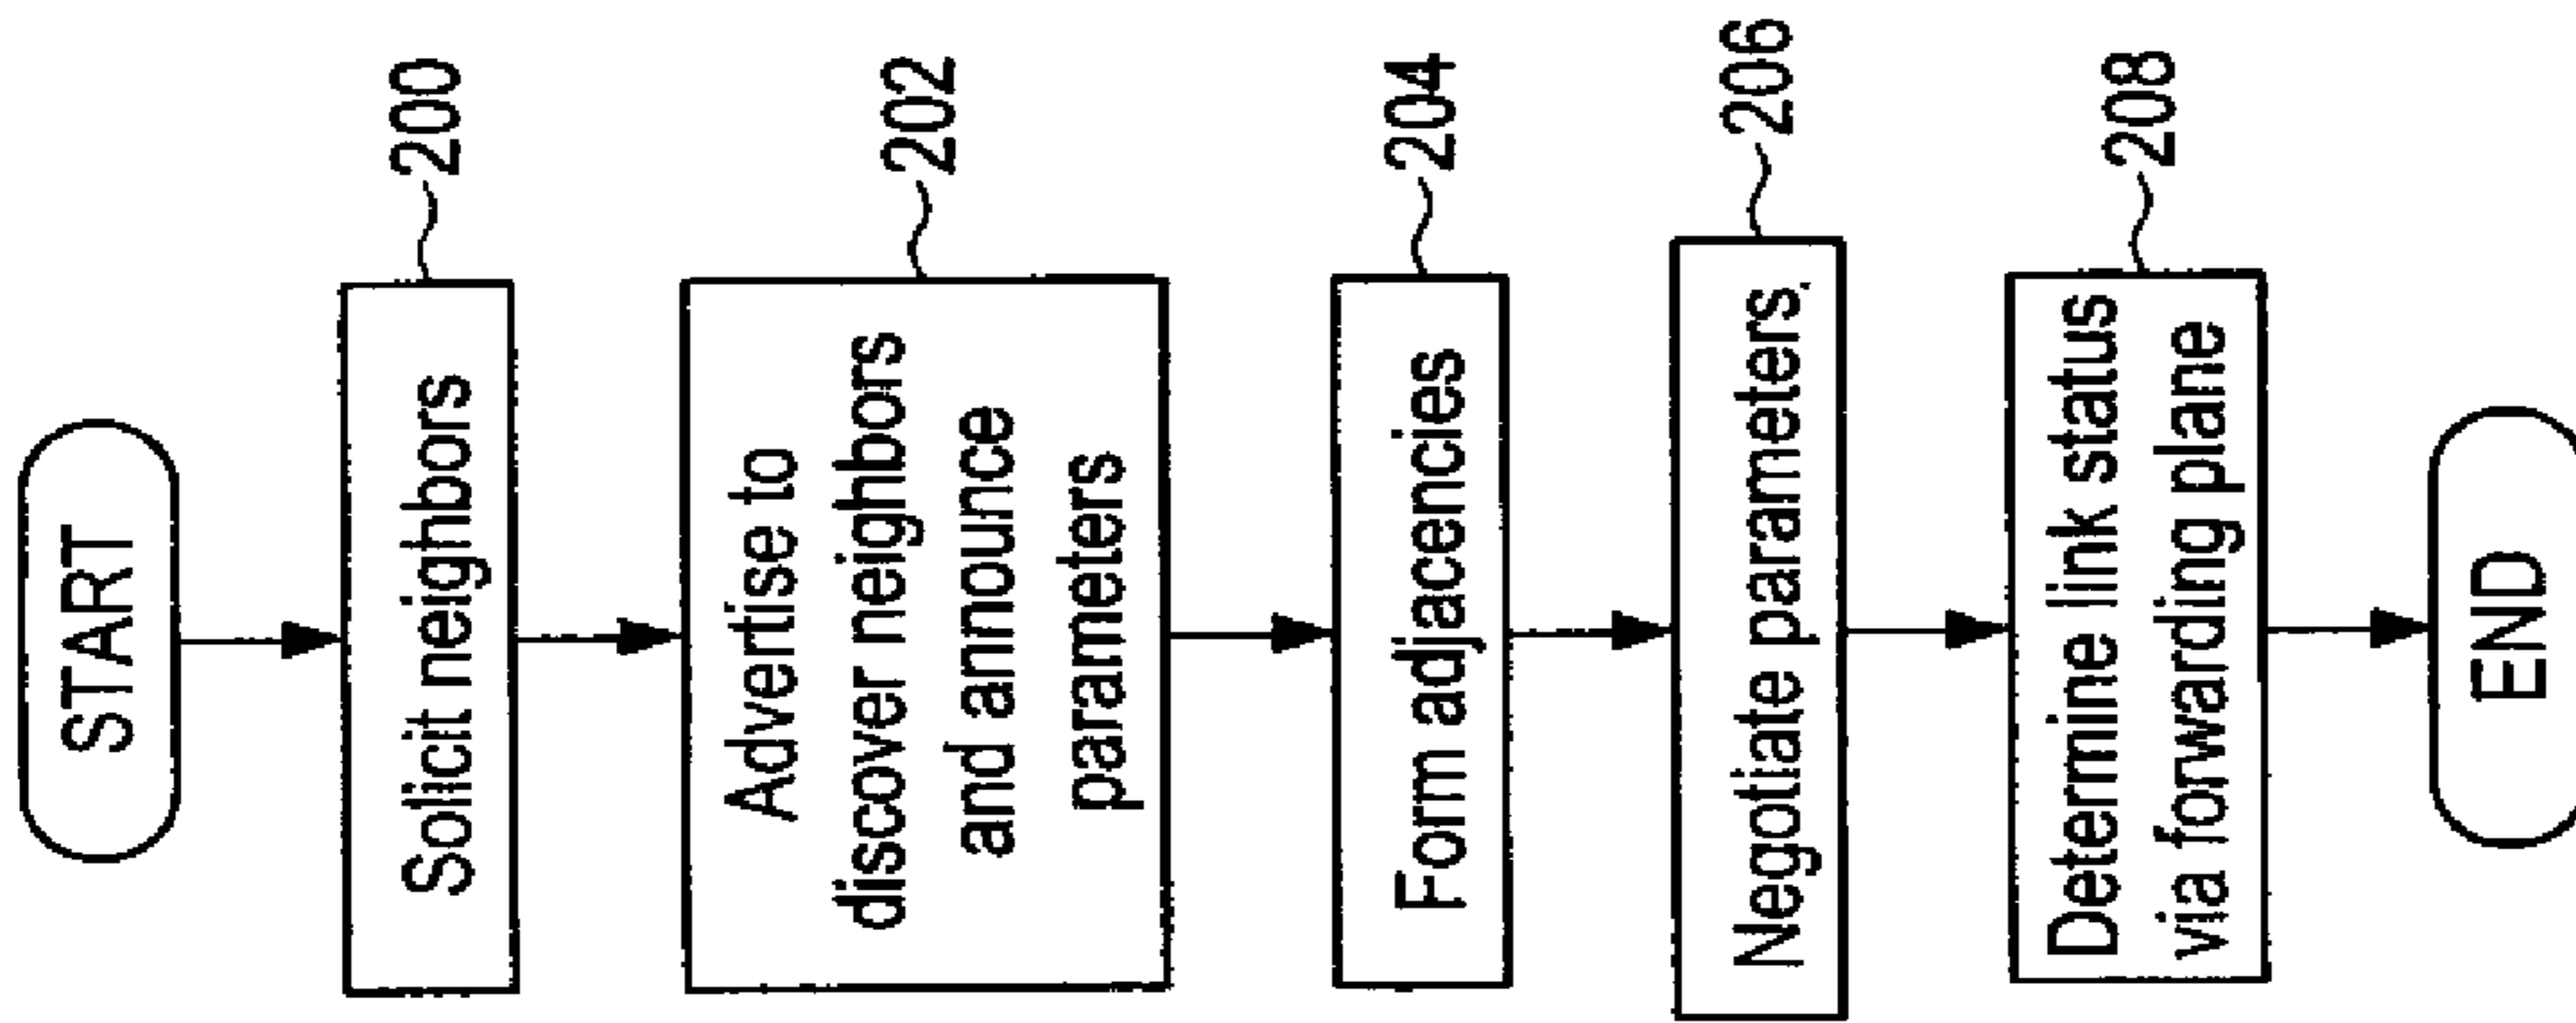 START
Solicit neighbors
200
Advertise to
discover neighbors
and announce
parameters
202
Form adjacencies
204
Negotiate parameters
206
Determine link status
via forwarding plane
208
END